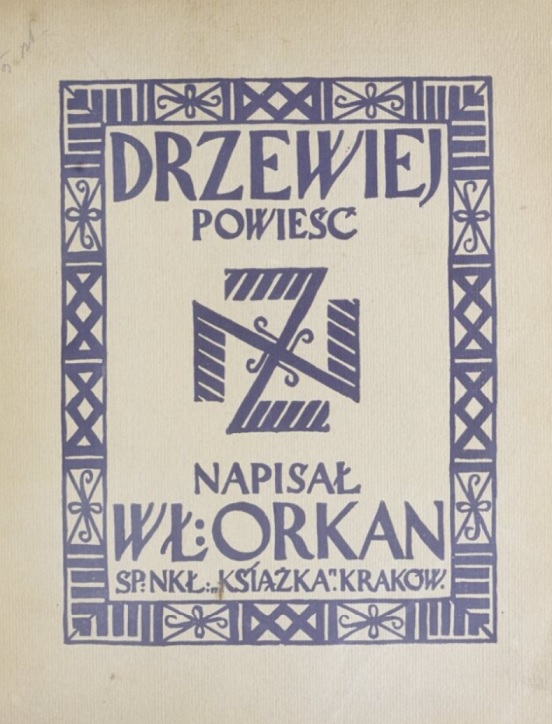 DRZEWIEJ
POWIEŚĆ
NAPISAŁ
WŁ: ORKAN
SP: NKŁ: „KSIĄŻKA". KRAKÓW.